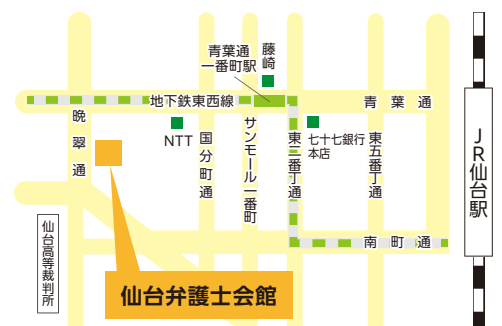 青葉通
一番町駅
藤崎
地下鉄東西線
青葉通
晩翠通
NTT
国分町通
サンモール一番町
東二番丁通
七十七銀行
本店
東五番丁通
JR仙台駅
南町通
仙台高等裁判所
仙台弁護士会館